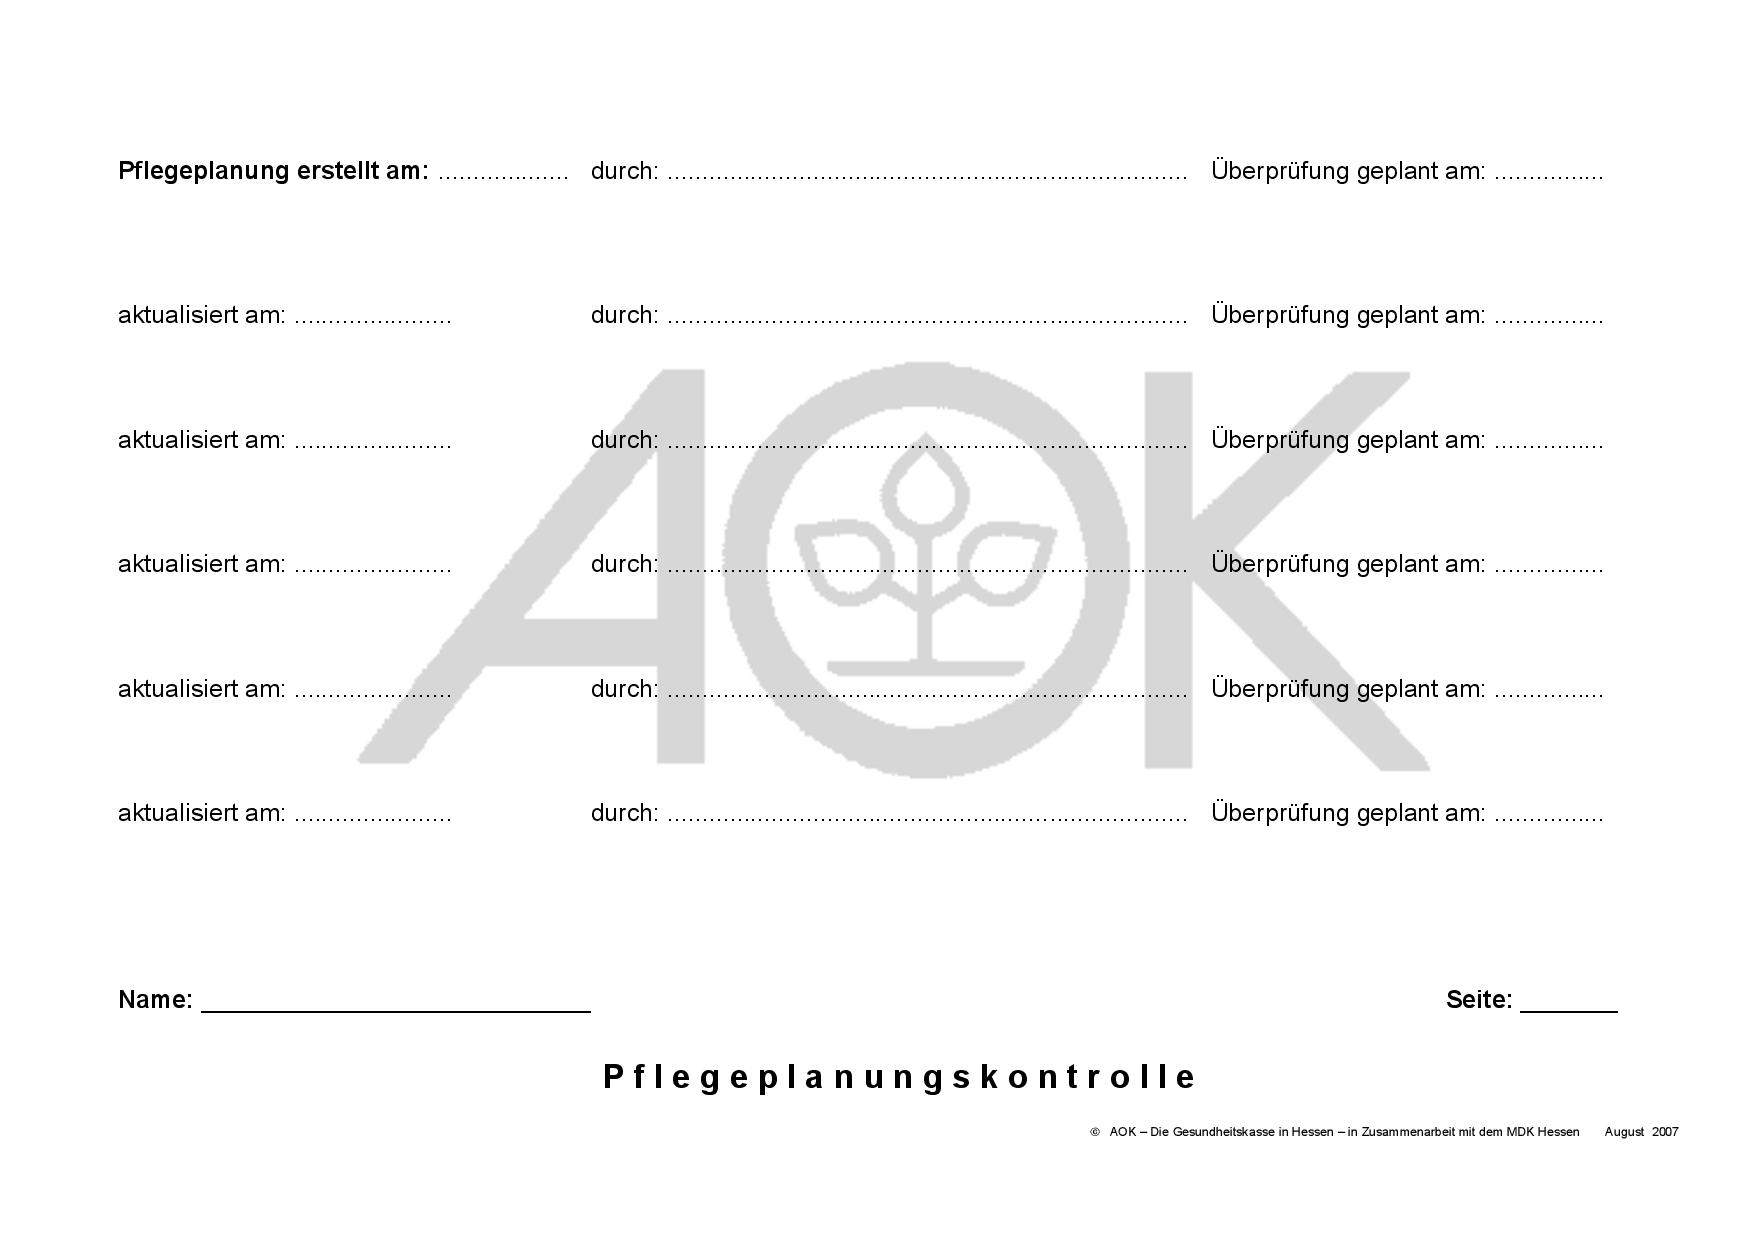 Pflegeplanung erstellt am: ................... durch: ........................................................................... Überprüfung geplant am: ................
aktualisiert am: ....................... durch: ........................................................................... Überprüfung geplant am: ................
aktualisiert am: ....................... durch: ........................................................................... Überprüfung geplant am: ................
AOK
aktualisiert am: ....................... durch: ........................................................................... Überprüfung geplant am: ................
aktualisiert am: ....................... durch: ........................................................................... Überprüfung geplant am: ................
aktualisiert am: ....................... durch: ........................................................................... Überprüfung geplant am: ................
Name: ____________________________ Seite: _______
Pflegeplanungskontrolle
© AOK – Die Gesundheitskasse in Hessen – in Zusammenarbeit mit dem MDK Hessen August 2007